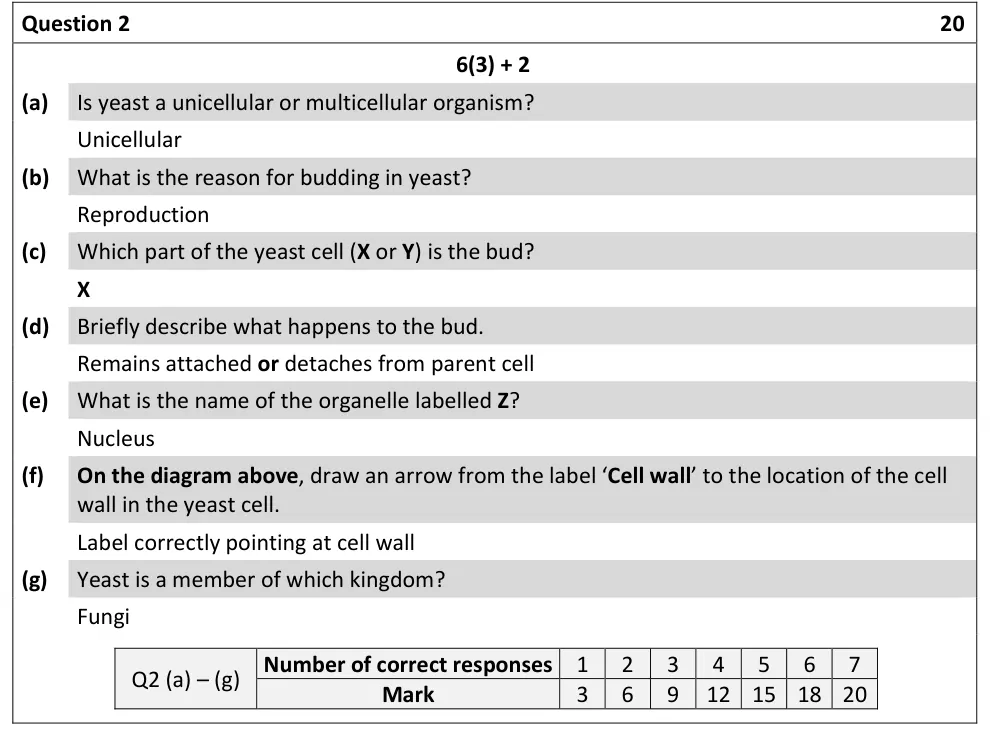 Question 2 20
6(3) + 2
(a) Is yeast a unicellular or multicellular organism?
Unicellular
(b) What is the reason for budding in yeast?
Reproduction
(c) Which part of the yeast cell (X or Y) is the bud?
X
(d) Briefly describe what happens to the bud.
Remains attached or detaches from parent cell
(e) What is the name of the organelle labelled Z?
Nucleus
(f) On the diagram above, draw an arrow from the label ‘Cell wall’ to the location of the cell
wall in the yeast cell.
Label correctly pointing at cell wall
(g) Yeast is a member of which kingdom?
Fungi
Q2 (a) – (g)
Number of correct responses 1 2 3 4 5 6 7
Mark 3 6 9 12 15 18 20